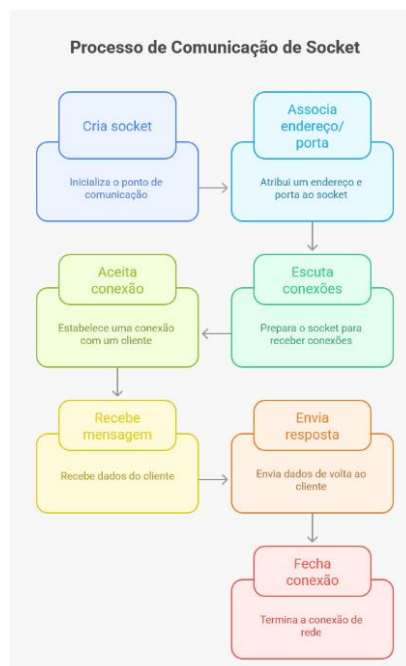 Processo de Comunicação de Socket
Cria socket
Inicializa o ponto de
comunicação
Associa
endereço/
porta
Atribui um endereço e
porta ao socket
Escuta
conexões
Prepara o socket para
receber conexões
Aceita
conexão
Estabelece uma conexão
com um cliente
Recebe
mensagem
Recebe dados do cliente
Envia
resposta
Envia dados de volta ao
cliente
Fecha
conexão
Termina a conexão de
rede